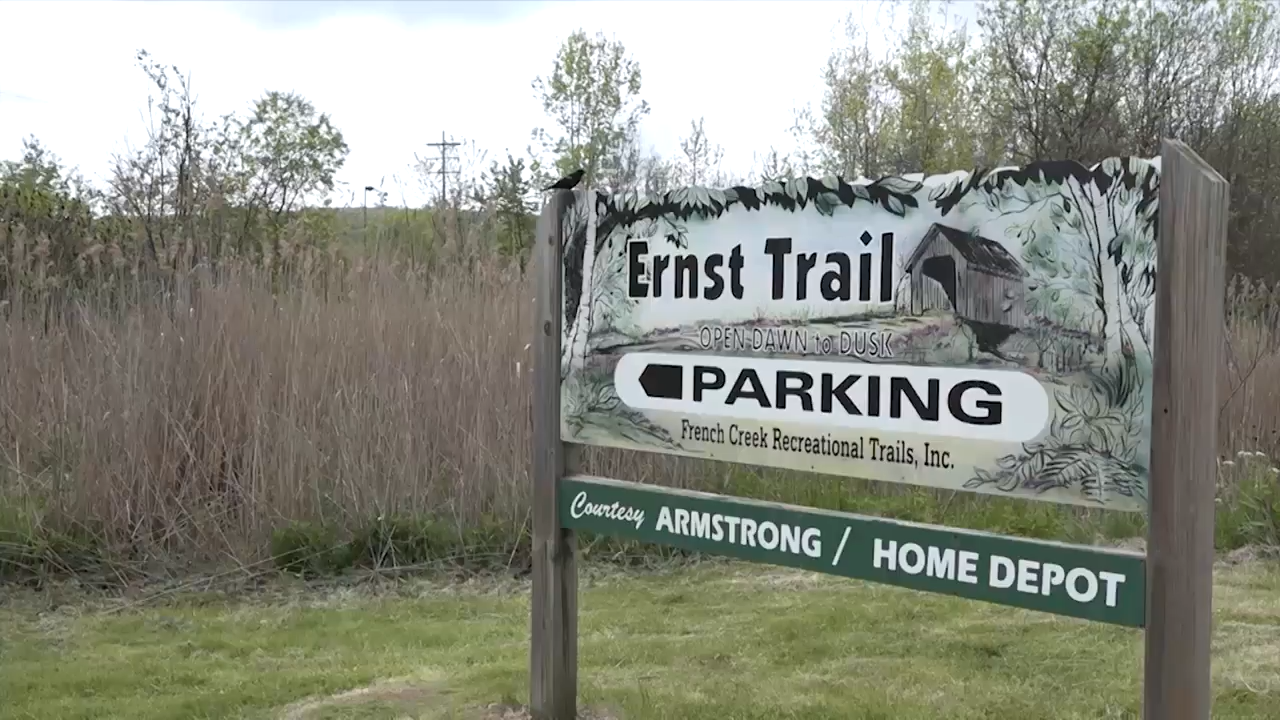 Ernst Trail
OPEN DAWN to DUSK
PARKING
French Creek Recreational Trails, Inc.
Courtesy ARMSTRONG / HOME DEPOT